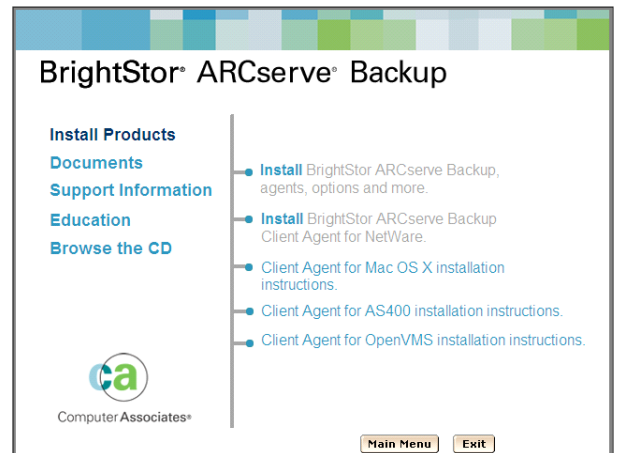 BrightStor® ARCserve® Backup
Install Products
Documents
Support Information
Education
Browse the CD
Install BrightStor ARCserve Backup,
agents, options and more.
Install BrightStor ARCserve Backup
Client Agent for NetWare.
Client Agent for Mac OS X installation
instructions.
Client Agent for AS400 installation instructions.
Client Agent for OpenVMS installation instructions.
ca
Computer Associates®
Main Menu
Exit